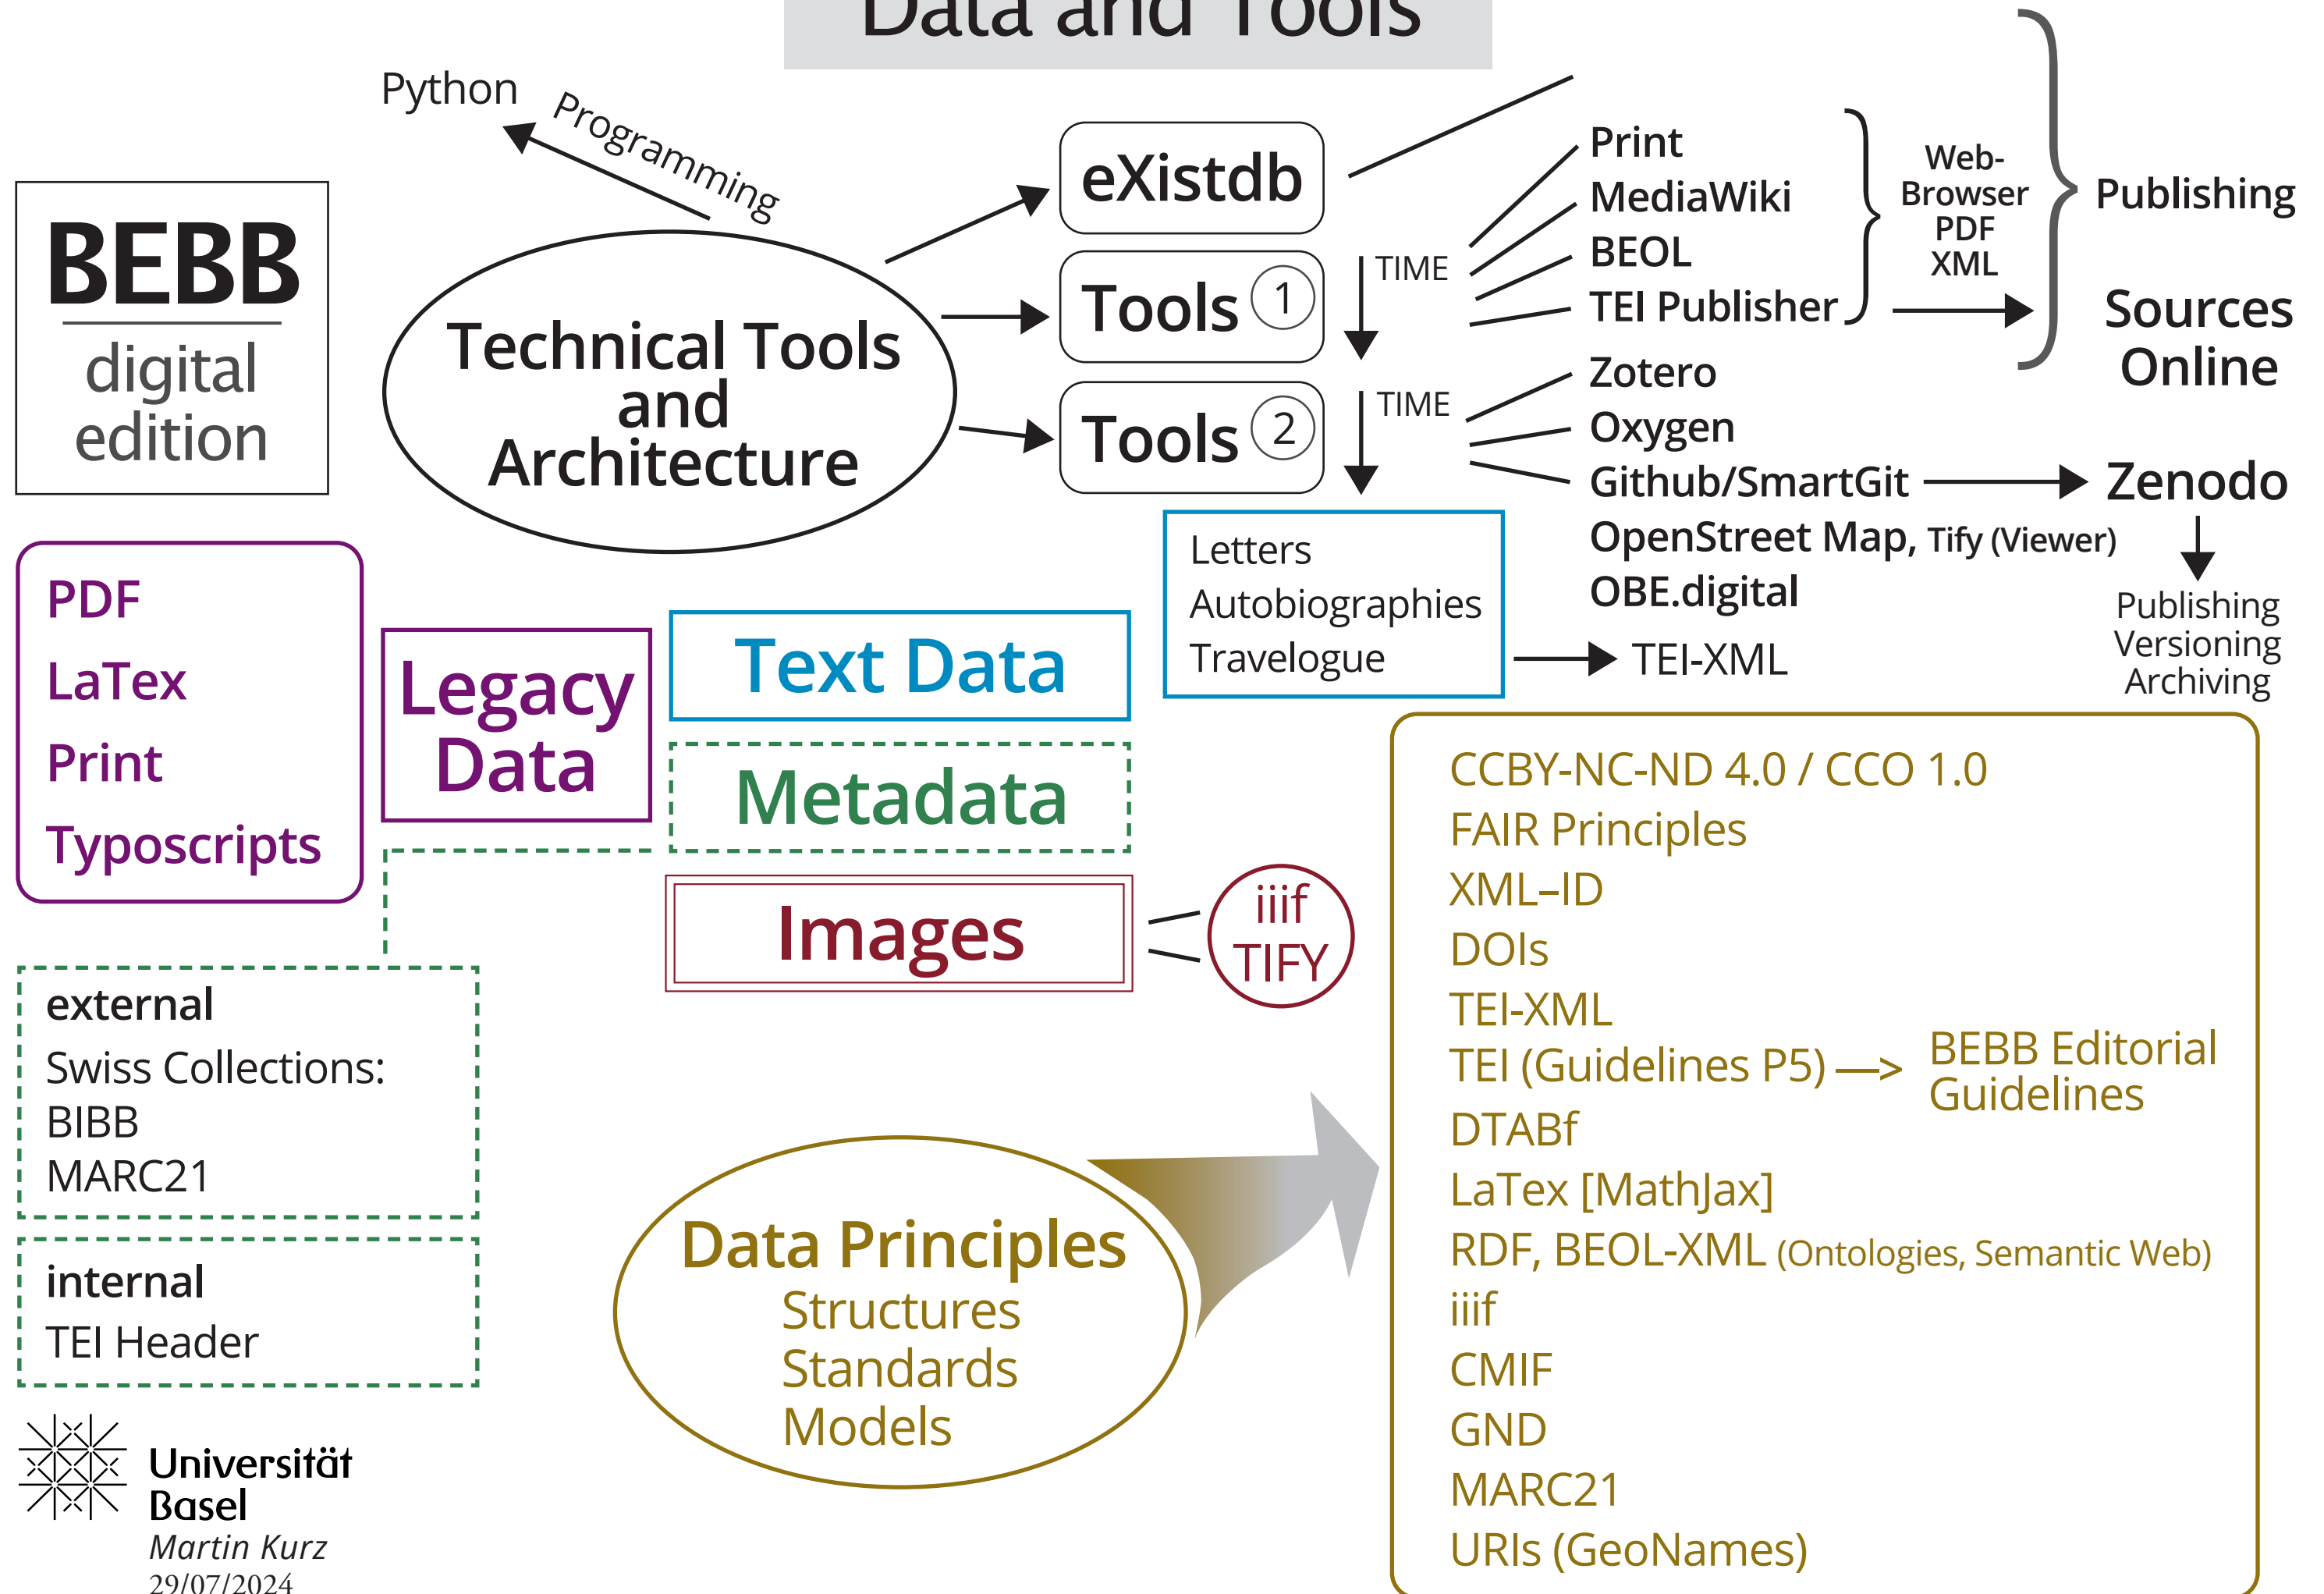 Data and Tools
Python
Programming
BEBB
digital
edition
Technical Tools
and
Architecture
eXistdb
Tools 1
Tools 2
TIME
TIME
Print
MediaWiki
BEOL
TEI Publisher
Web-
Browser
PDF
XML
Publishing
Sources
Online
Zotero
Oxygen
Github/SmartGit
OpenStreet Map, Tify (Viewer)
OBE.digital
Zenodo
Publishing
Versioning
Archiving
Letters
Autobiographies
Travelogue
TEI-XML
PDF
LaTex
Print
Typoscripts
Legacy
Data
Text Data
Metadata
Images
iiif
TIFY
external
Swiss Collections:
BIBB
MARC21
internal
TEI Header
Data Principles
Structures
Standards
Models
CCBY-NC-ND 4.0 / CCO 1.0
FAIR Principles
XML–ID
DOIs
TEI-XML
TEI (Guidelines P5) —> BEBB Editorial
Guidelines
DTABf
LaTex [MathJax]
RDF, BEOL-XML (Ontologies, Semantic Web)
iiif
CMIF
GND
MARC21
URIs (GeoNames)
Universität
Basel
Martin Kurz
29/07/2024